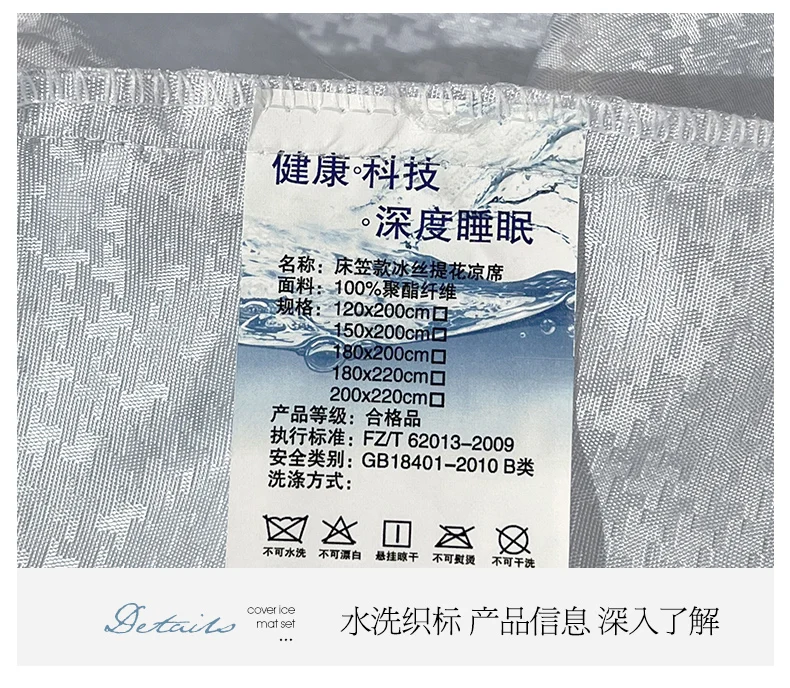 健康。科技
。深度睡眠
名称：床笠款冰丝提花凉席
面料：100%聚酯纤维
规格：120x200cm□
150x200cm□
180x200cm□
180x220cm□
200x220cm□
产品等级：合格品
执行标准：FZ/T 62013-2009
安全类别：GB18401-2010 B类
洗涤方式：
不可水洗 不可漂白 悬挂晾干 不可熨烫 不可干洗
Details
cover ice
mat set
...
水洗织标 产品信息 深入了解